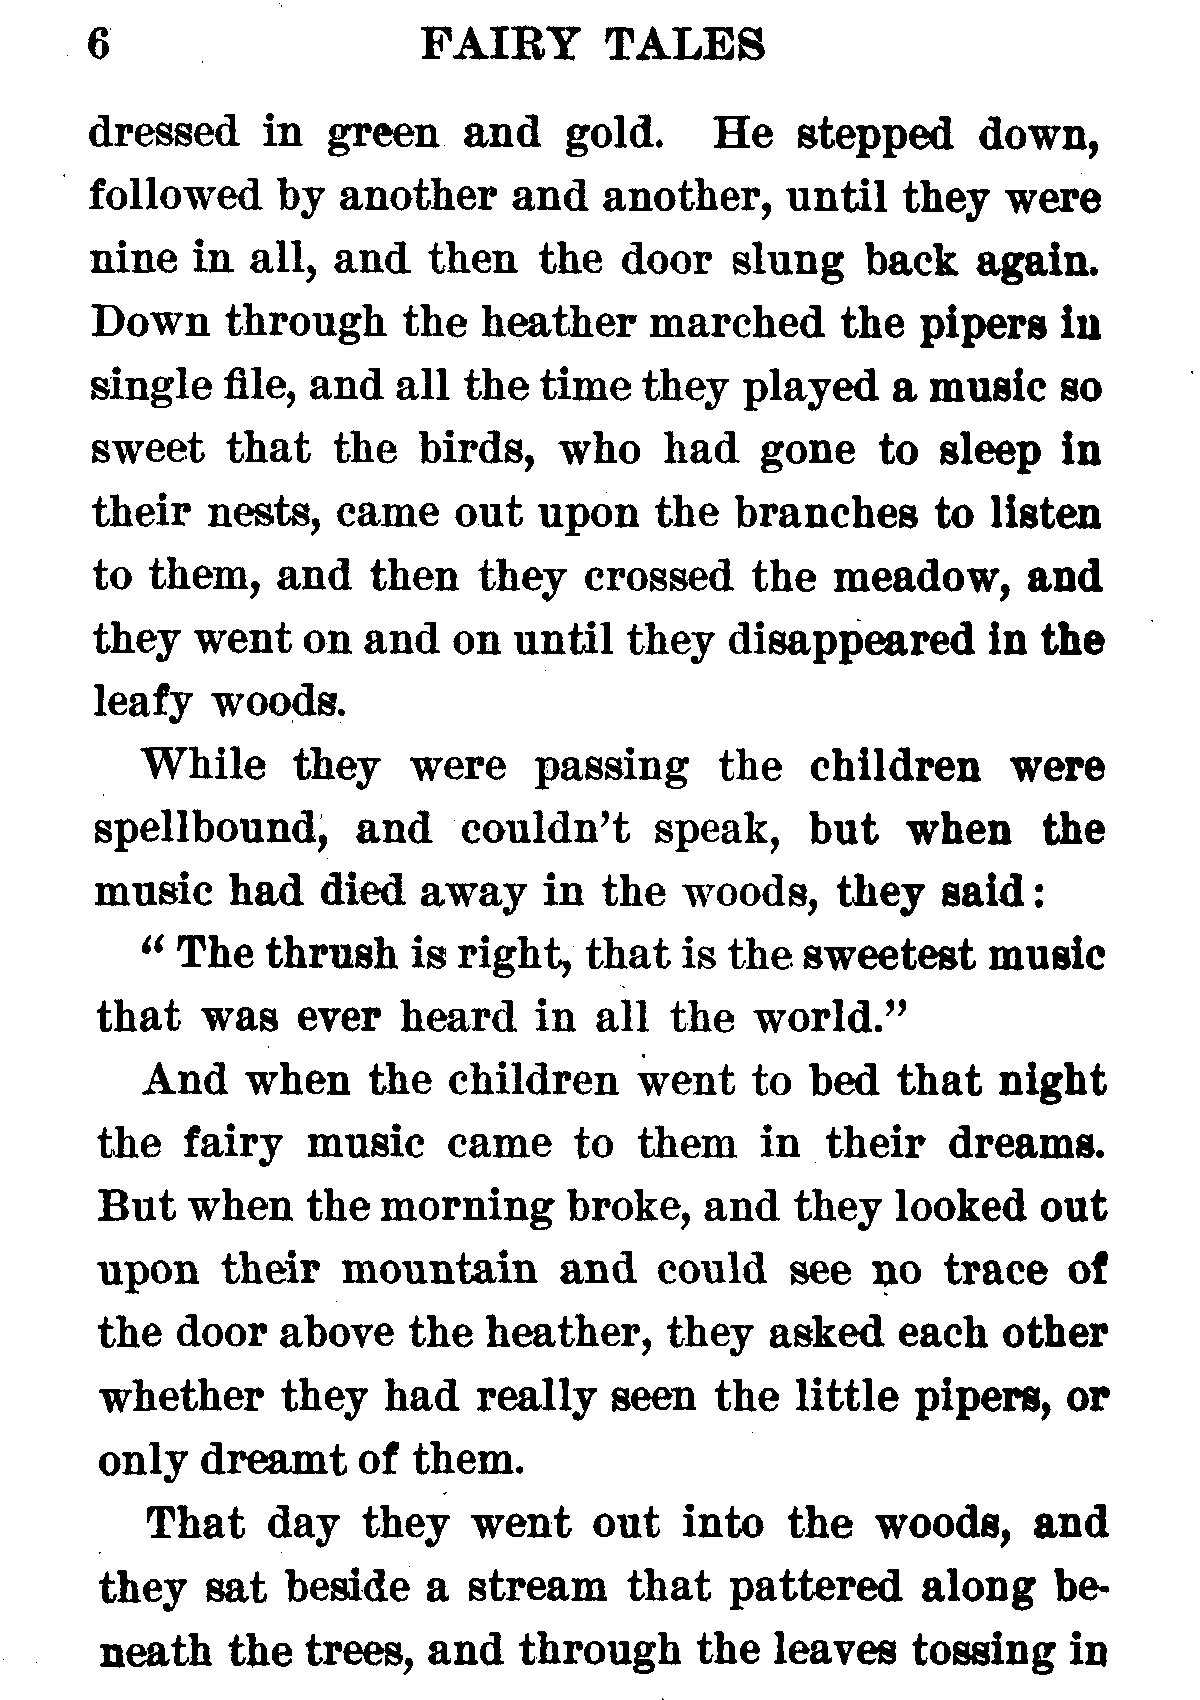 6 FAIRY TALES
dressed in green and gold. He stepped down,
followed by another and another, until they were
nine in all, and then the door slung back again.
Down through the heather marched the pipers in
single file, and all the time they played a music so
sweet that the birds, who had gone to sleep in
their nests, came out upon the branches to listen
to them, and then they crossed the meadow, and
they went on and on until they disappeared in the
leafy woods.
While they were passing the children were
spellbound, and couldn't speak, but when the
music had died away in the woods, they said:
“ The thrush is right, that is the sweetest music
that was ever heard in all the world.”
And when the children went to bed that night
the fairy music came to them in their dreams.
But when the morning broke, and they looked out
upon their mountain and could see no trace of
the door above the heather, they asked each other
whether they had really seen the little pipers, or
only dreamt of them.
That day they went out into the woods, and
they sat beside a stream that pattered along be-
neath the trees, and through the leaves tossing in